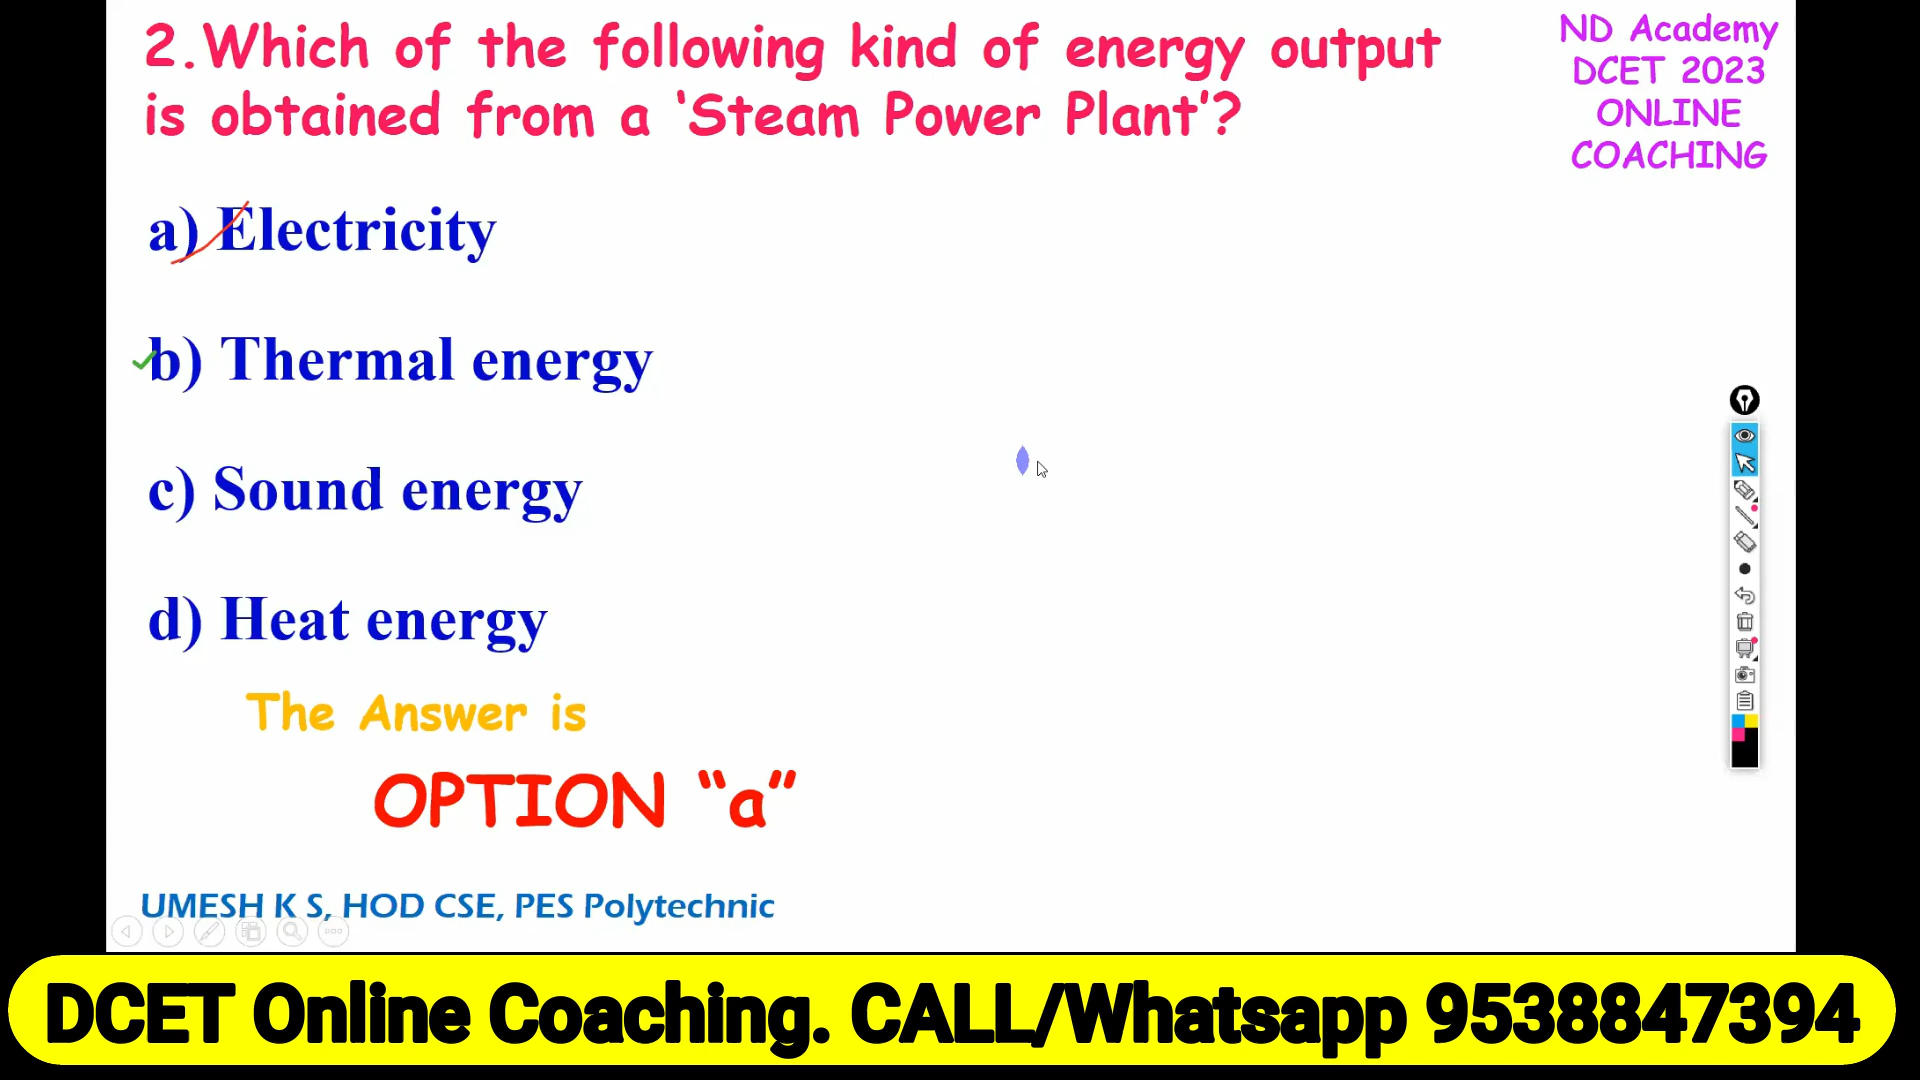 2.Which of the following kind of energy output
is obtained from a ‘Steam Power Plant’?
ND Academy
DCET 2023
ONLINE
COACHING
a) Electricity
b) Thermal energy
c) Sound energy
d) Heat energy
The Answer is
OPTION “a”
UMESH K S, HOD CSE, PES Polytechnic
DCET Online Coaching. CALL/Whatsapp 9538847394